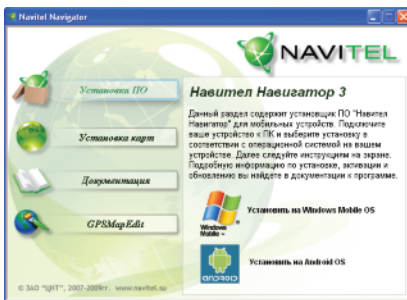 Navitel Navigator
NAVITEL
Установка ПО
Установка карт
Документация
GPSMapEdit
Навител Навигатор 3
Данный раздел содержит установщик ПО "Навител
Навигатор" для мобильных устройств. Подключите
ваше устройство к ПК и выберите установку в
соответствии с операционной системой на вашем
устройстве. Далее следуйте инструкциям на экране.
Подробную информацию по установке, активации и
обновлению вы найдете в документации к программе.
Windows
Mobile
Установить на Windows Mobile OS
ANDROID
Установить на Android OS
© ЗАО "ЦНТ", 2007-2009гг. www.navitel.su